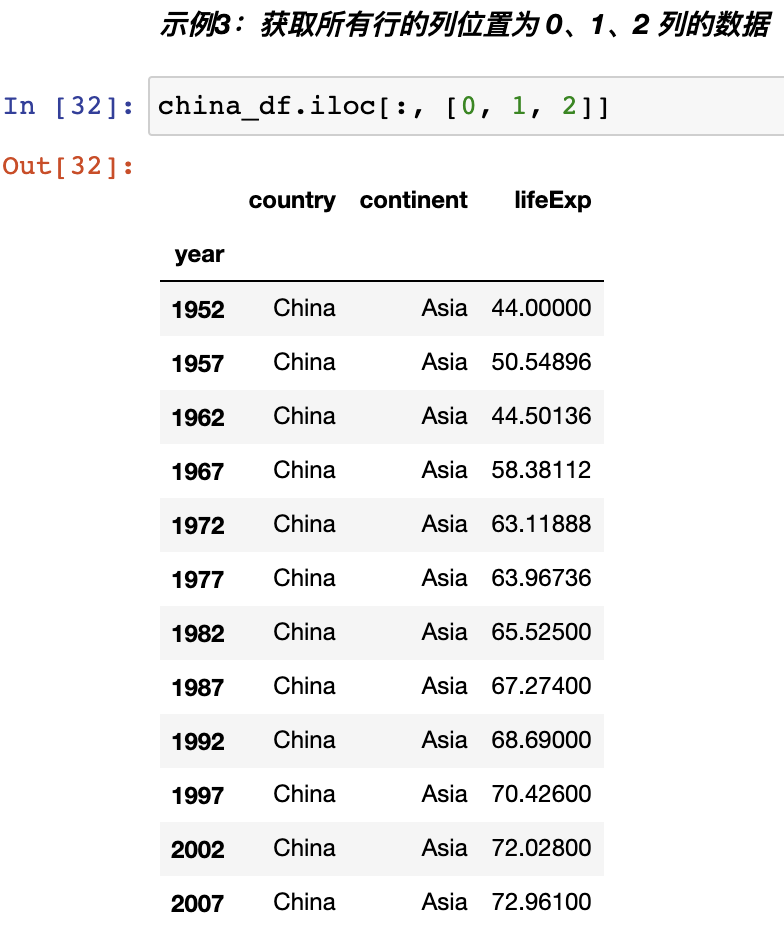 示例3：获取所有行的列位置为 0、1、2 列的数据
In [32]: china_df.iloc[:, [0, 1, 2]]
Out[32]:
country continent lifeExp
year
1952 China Asia 44.00000
1957 China Asia 50.54896
1962 China Asia 44.50136
1967 China Asia 58.38112
1972 China Asia 63.11888
1977 China Asia 63.96736
1982 China Asia 65.52500
1987 China Asia 67.27400
1992 China Asia 68.69000
1997 China Asia 70.42600
2002 China Asia 72.02800
2007 China Asia 72.96100